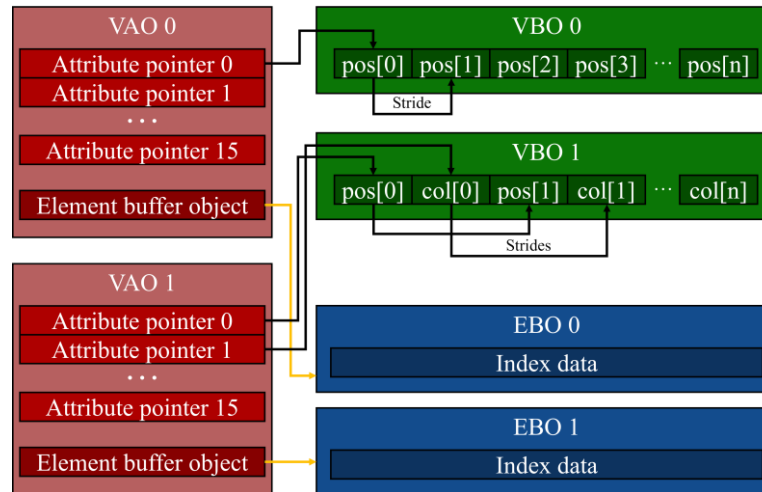 VAO 0
Attribute pointer 0
Attribute pointer 1
...
Attribute pointer 15
Element buffer object
VAO 1
Attribute pointer 0
Attribute pointer 1
...
Attribute pointer 15
Element buffer object
VBO 0
pos[0] pos[1] pos[2] pos[3] ... pos[n]
Stride
VBO 1
pos[0] col[0] pos[1] col[1] ... col[n]
Strides
EBO 0
Index data
EBO 1
Index data